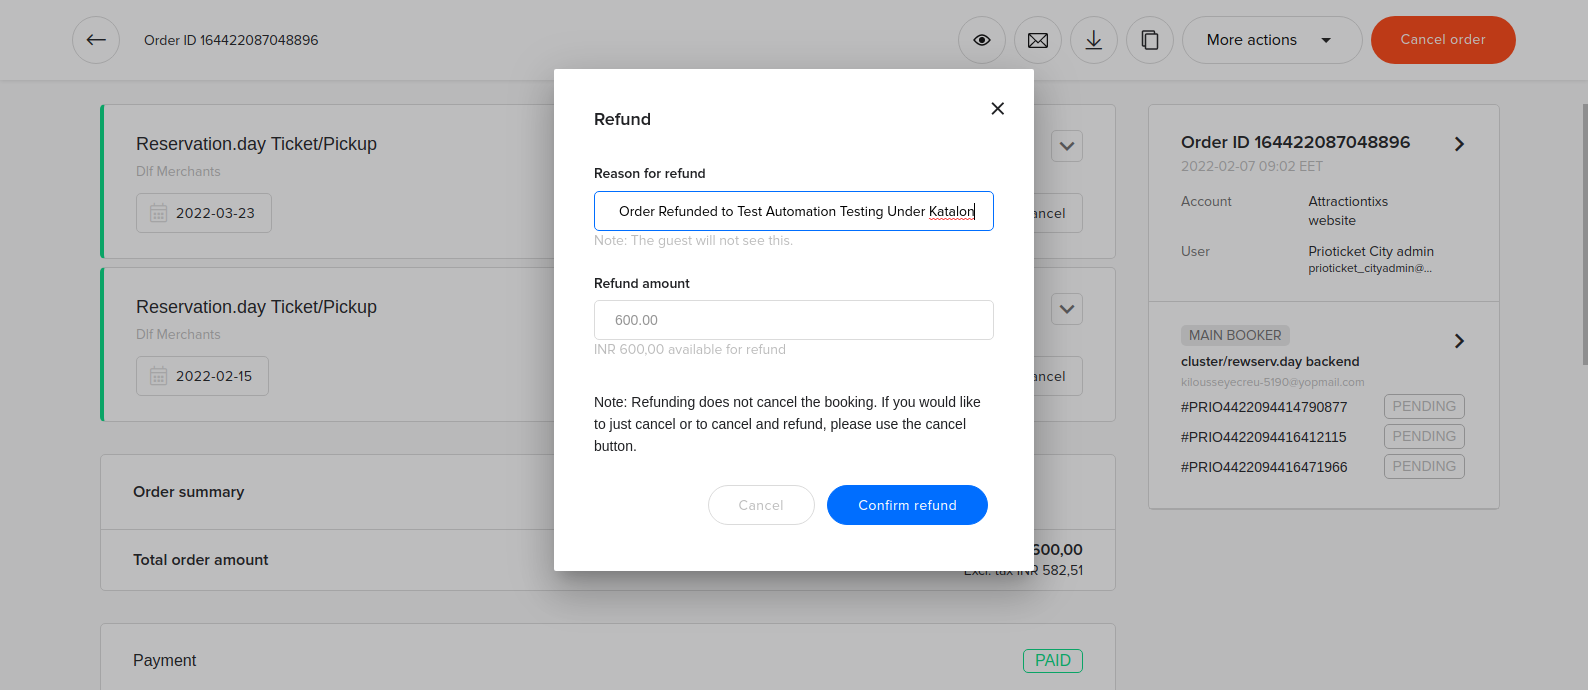 Order ID 164422087048896
More actions
Cancel order
Reservation.day Ticket/Pickup
Dlf Merchants
2022-03-23
ancel
Reservation.day Ticket/Pickup
Dlf Merchants
2022-02-15
ancel
Order summary
Total order amount
600,00
Excl. tax INR 582,51
Payment
PAID
Refund
Reason for refund
Order Refunded to Test Automation Testing Under Katalon
Note: The guest will not see this.
Refund amount
600.00
INR 600,00 available for refund
Note: Refunding does not cancel the booking. If you would like
to just cancel or to cancel and refund, please use the cancel
button.
Cancel
Confirm refund
Order ID 164422087048896
2022-02-07 09:02 EET
Account
Attractiontixs
website
User
Prioticket City admin
prioticket_cityadmin@...
MAIN BOOKER
cluster/rewserv.day backend
kilousseyecreu-5190@yopmail.com
#PRIO4422094414790877 PENDING
#PRIO4422094416412115 PENDING
#PRIO4422094416471966 PENDING